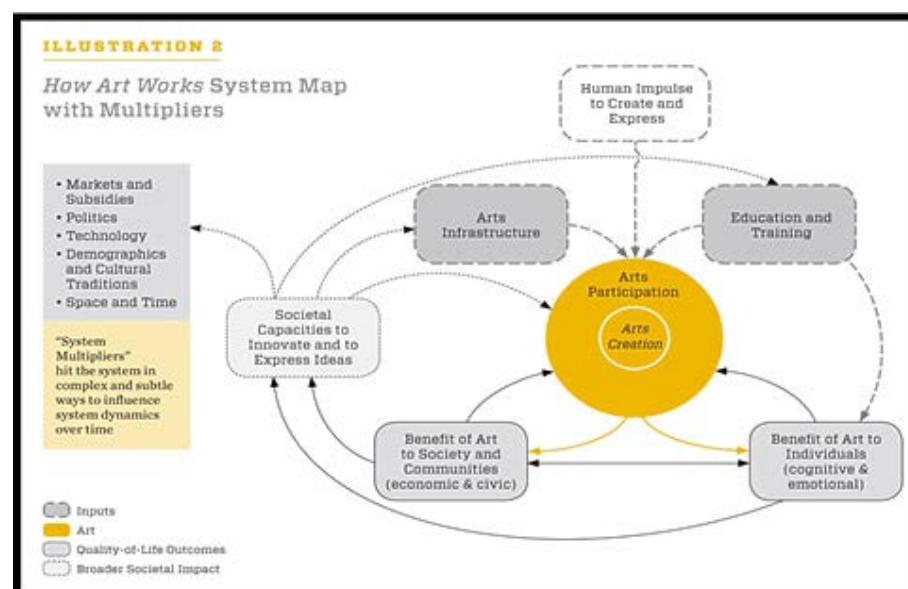 ILLUSTRATION 2
How Art Works System Map
with Multipliers
Human Impulse
to Create and
Express
• Markets and
Subsidies
• Politics
• Technology
• Demographics
and Cultural
Traditions
• Space and Time
"System
Multipliers"
hit the system in
complex and subtle
ways to influence
system dynamics
over time
Arts
Infrastructure
Education and
Training
Arts
Participation
Arts
Creation
Societal
Capacities to
Innovate and to
Express Ideas
Benefit of Art
to Society and
Communities
(economic & civic)
Benefit of Art to
Individuals
(cognitive &
emotional)
Inputs
Art
Quality-of-Life Outcomes
Broader Societal Impact